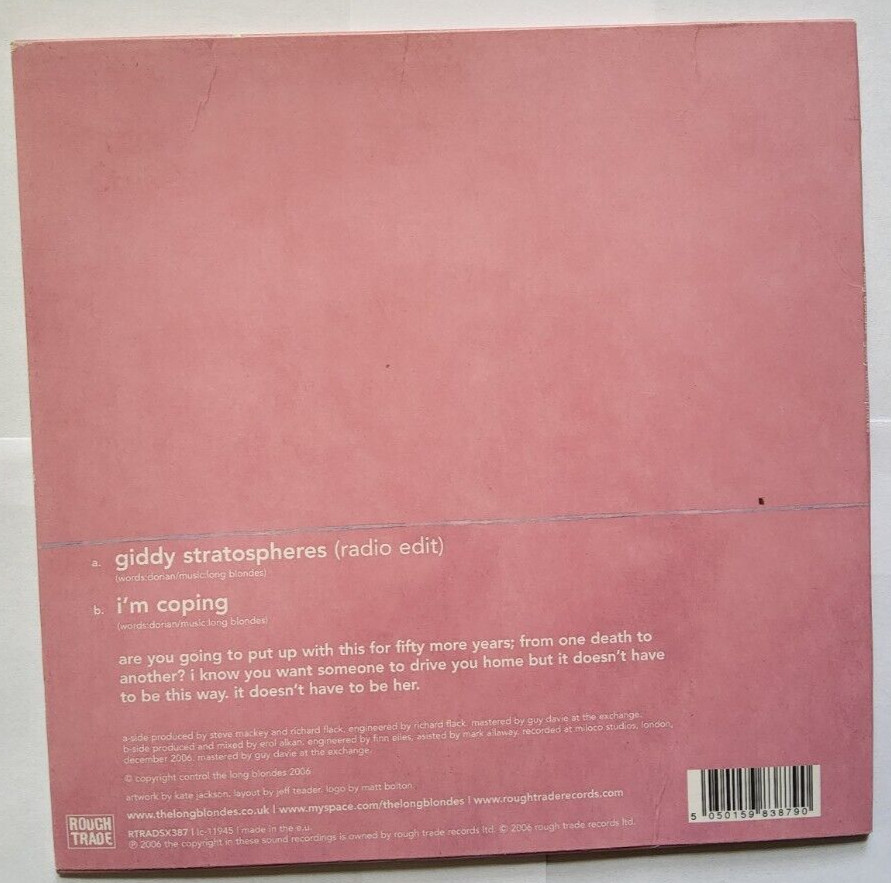 a. giddy stratospheres (radio edit)
(words:dorian/music:long blondes)
b. i'm coping
(words:dorian/music:long blondes)
are you going to put up with this for fifty more years; from one death to
another? i know you want someone to drive you home but it doesn't have
to be this way. it doesn't have to be her.
a-side produced by steve mackey and richard flack. engineered by richard flack. mastered by guy davie at the exchange.
b-side produced and mixed by erol alkan. engineered by finn eiles, asisted by mark allaway. recorded at miloco studios, london,
december 2006. mastered by guy davie at the exchange.
© copyright control the long blondes 2006
artwork by kate jackson. layout by jeff teader. logo by matt bolton
www.thelongblondes.co.uk | www.myspace.com/thelongblondes | www.roughtraderecords.com
RTRADSX387 | lc-11945 | made in the e.u.
℗ 2006 the copyright in these sound recordings is owned by rough trade records ltd. © 2006 rough trade records ltd.
ROUGH
TRADE
5 050159 838790